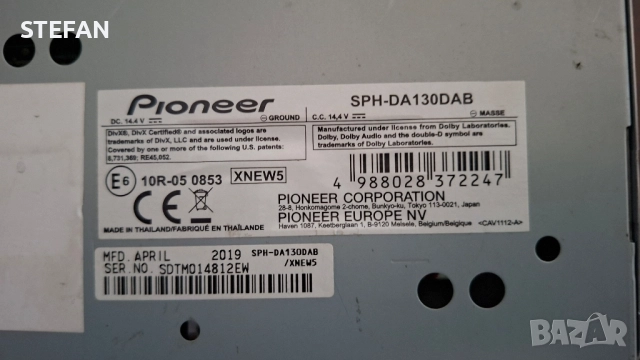 STEFAN
Pioneer
SPH-DA130DAB
DC. 14.4 V GROUND
C.C. 14,4 V MASSE
DivX®, DivX Certified® and associated logos are
trademarks of DivX, LLC and are used under license.
Covered by one or more of the following U.S. patents:
8,731,369; RE45,052.
Manufactured under license from Dolby Laboratories.
Dolby, Dolby Audio and the double-D symbol are
trademarks of Dolby Laboratories.
E6 10R-05 0853 XNEW5
4 988028 372247
CE
PIONEER CORPORATION
28-8, Honkomagome 2-chome, Bunkyo-ku, Tokyo 113-0021, Japan
PIONEER EUROPE NV
Haven 1087, Keetberglaan 1, B-9120 Melsele, Belgium/Belgique <CAV1112-A>
MADE IN THAILAND/FABRIQUÉ EN THAÏLANDE
MFD. APRIL 2019 SPH-DA130DAB
/XNEW5
SER.NO. SDTM014812EW
BAZAR
.bg